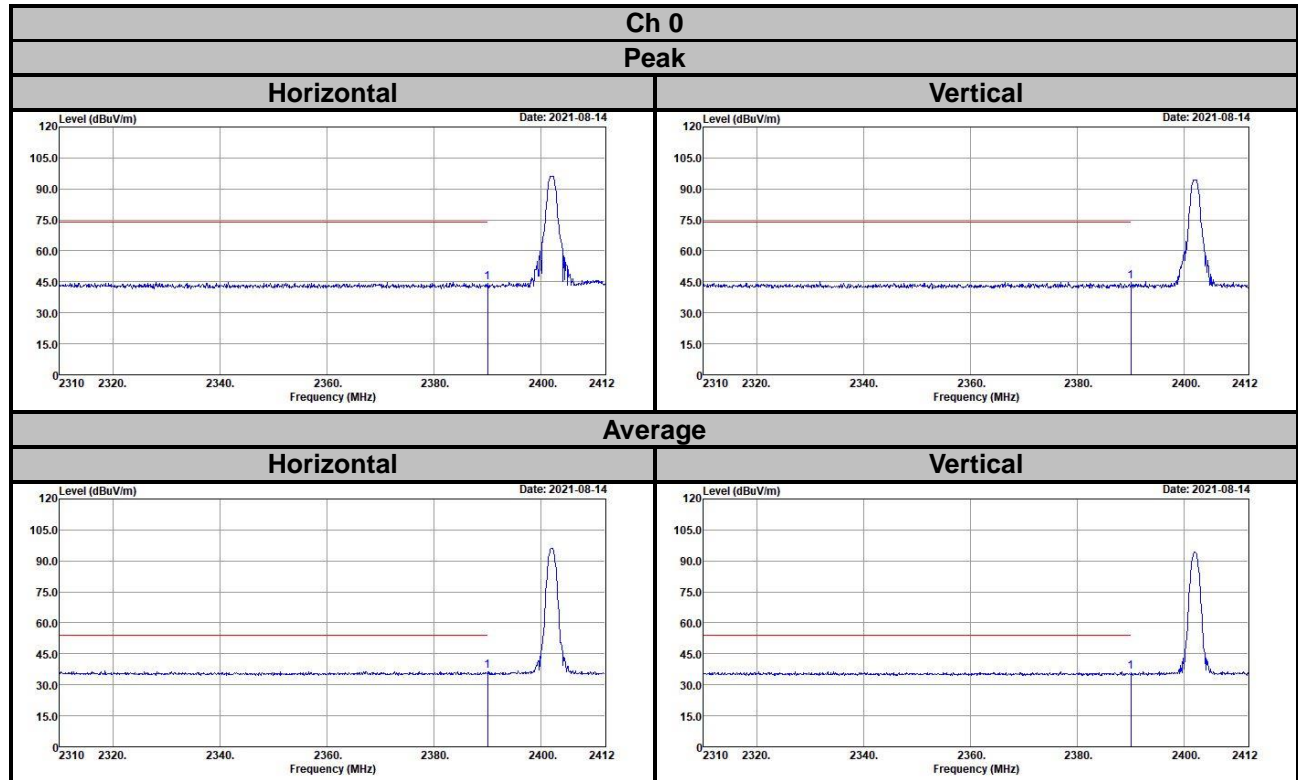 Ch 0
Peak
Horizontal Vertical
Level (dBuV/m) Date: 2021-08-14
120
105.0
90.0
75.0
60.0
45.0
30.0
15.0
0
1
2310 2320. 2340. 2360. 2380. 2400. 2412
Frequency (MHz)
Level (dBuV/m) Date: 2021-08-14
120
105.0
90.0
75.0
60.0
45.0
30.0
15.0
0
1
2310 2320. 2340. 2360. 2380. 2400. 2412
Frequency (MHz)
Average
Horizontal Vertical
Level (dBuV/m) Date: 2021-08-14
120
105.0
90.0
75.0
60.0
45.0
30.0
15.0
0
1
2310 2320. 2340. 2360. 2380. 2400. 2412
Frequency (MHz)
Level (dBuV/m) Date: 2021-08-14
120
105.0
90.0
75.0
60.0
45.0
30.0
15.0
0
1
2310 2320. 2340. 2360. 2380. 2400. 2412
Frequency (MHz)